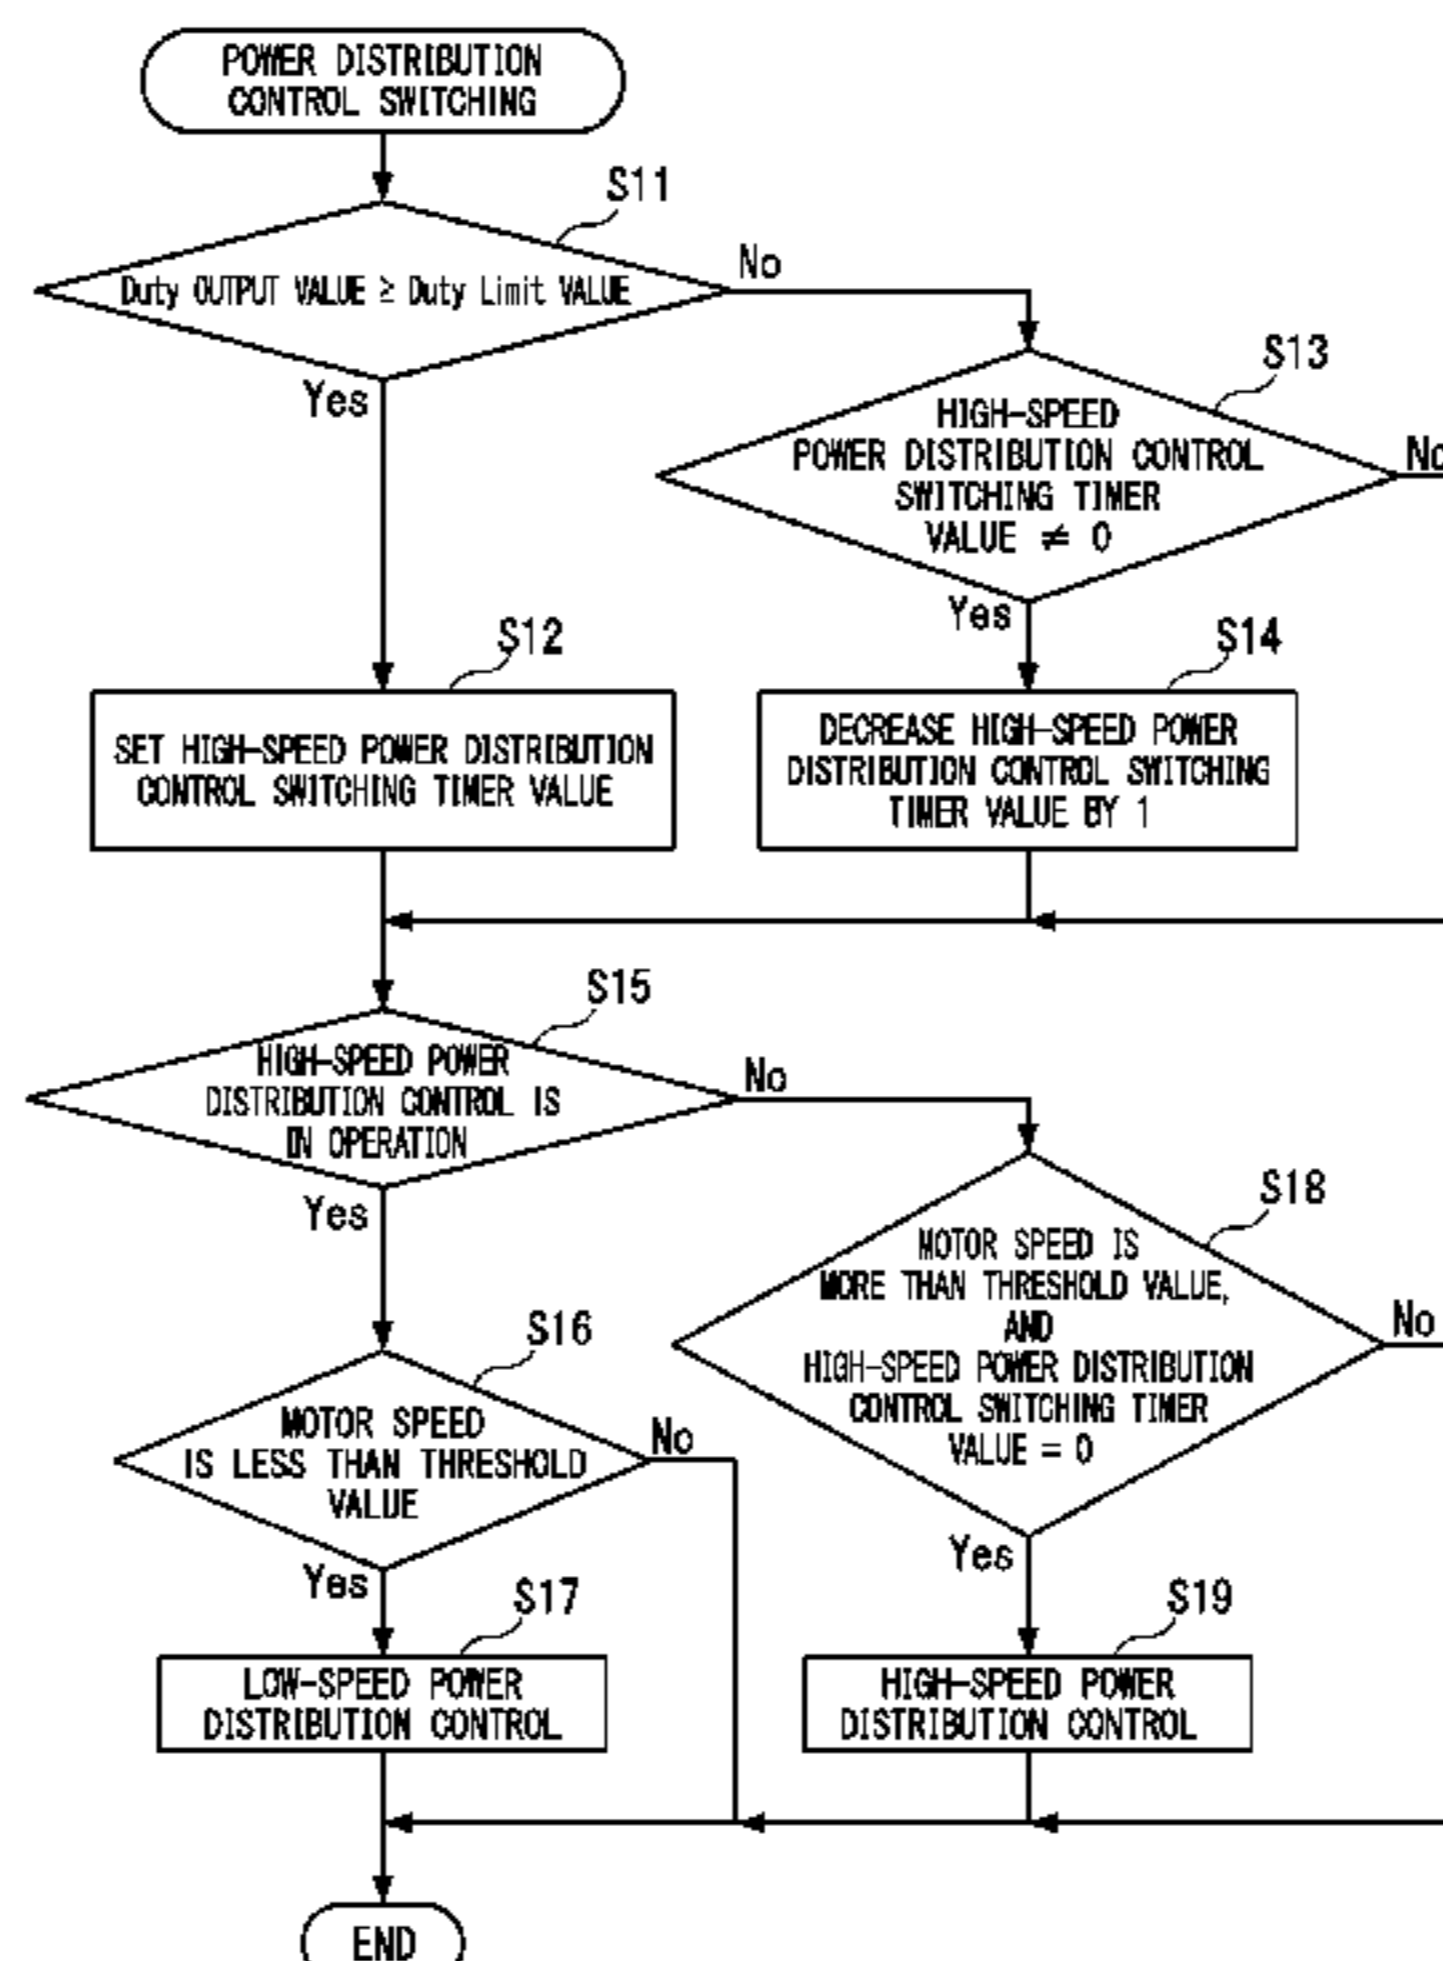 POWER DISTRIBUTION
CONTROL SWITCHING
S11
Duty OUTPUT VALUE ≥ Duty Limit VALUE
No
Yes
S13
HIGH-SPEED
POWER DISTRIBUTION CONTROL
SWITCHING TIMER
VALUE ≠ 0
No
Yes
S12
SET HIGH-SPEED POWER DISTRIBUTION
CONTROL SWITCHING TIMER VALUE
S14
DECREASE HIGH-SPEED POWER
DISTRIBUTION CONTROL SWITCHING
TIMER VALUE BY 1
S15
HIGH-SPEED POWER
DISTRIBUTION CONTROL IS
IN OPERATION
No
Yes
S18
MOTOR SPEED IS
MORE THAN THRESHOLD VALUE,
AND
HIGH-SPEED POWER DISTRIBUTION
CONTROL SWITCHING TIMER
VALUE = 0
No
Yes
S16
MOTOR SPEED
IS LESS THAN THRESHOLD
VALUE
No
Yes
S17
LOW-SPEED POWER
DISTRIBUTION CONTROL
S19
HIGH-SPEED POWER
DISTRIBUTION CONTROL
END